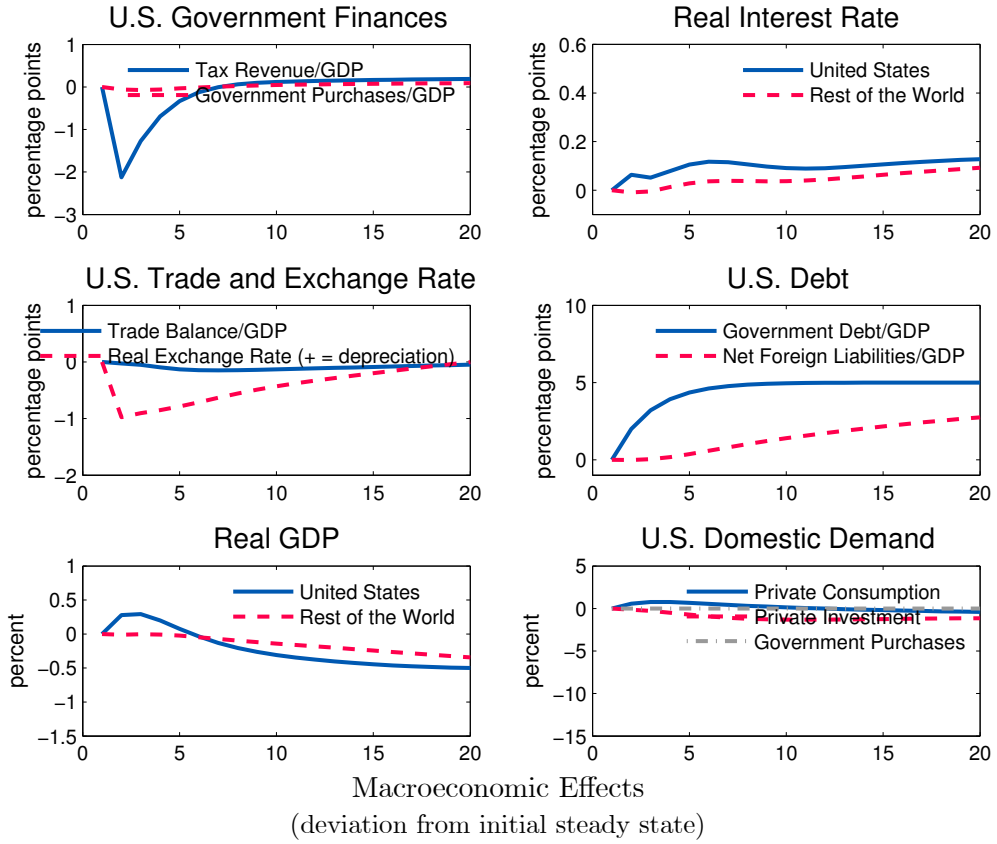 U.S. Government Finances
percentage points
1
0
−1
−2
−3
Tax Revenue/GDP
Government Purchases/GDP
0 5 10 15 20
Real Interest Rate
percentage points
0.6
0.4
0.2
0
United States
Rest of the World
0 5 10 15 20
U.S. Trade and Exchange Rate
percentage points
1
0
−1
−2
Trade Balance/GDP
Real Exchange Rate (+ = depreciation)
0 5 10 15 20
U.S. Debt
percentage points
10
5
0
Government Debt/GDP
Net Foreign Liabilities/GDP
0 5 10 15 20
Real GDP
percent
1
0.5
0
−0.5
−1
−1.5
United States
Rest of the World
0 5 10 15 20
U.S. Domestic Demand
percent
5
0
−5
−10
−15
Private Consumption
Private Investment
Government Purchases
0 5 10 15 20
Macroeconomic Effects
(deviation from initial steady state)